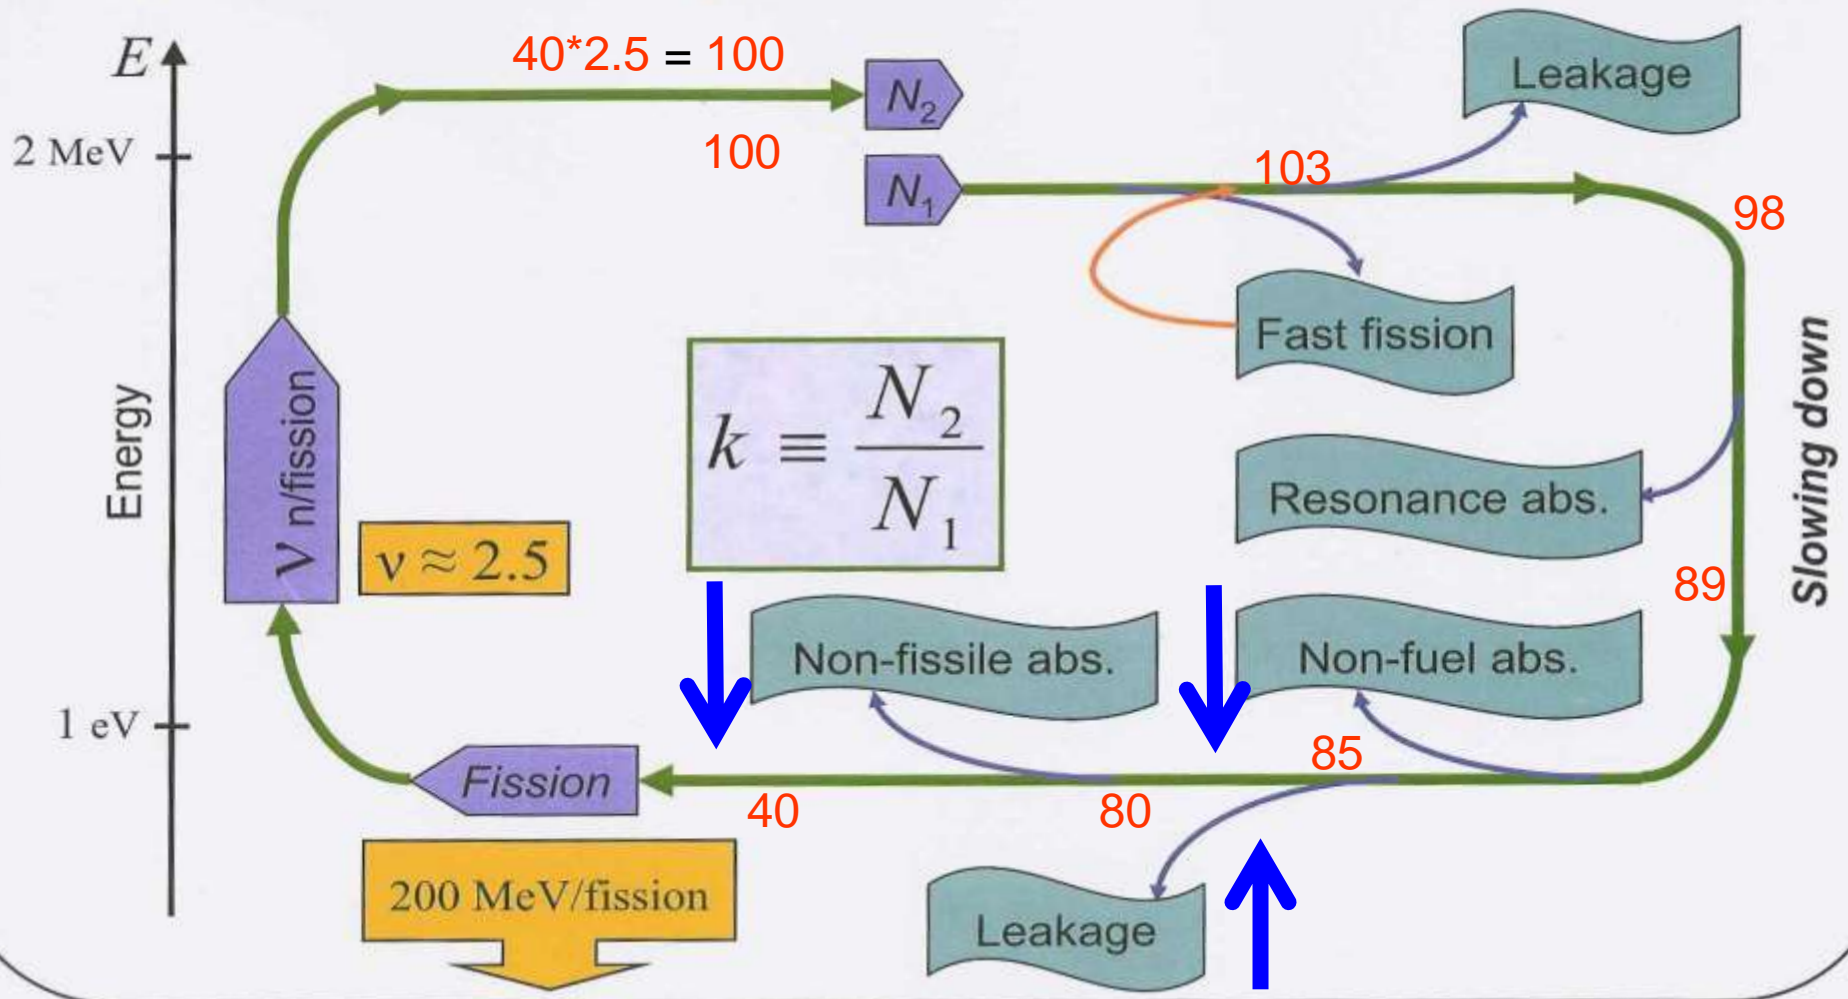 E
40*2.5 = 100
N₂
Leakage
2 MeV
100
N₁
103
98
Fast fission
k ≡ N₂
N₁
Energy
ν n/fission
ν ≈ 2.5
Resonance abs.
Slowing down
89
Non-fissile abs.
Non-fuel abs.
1 eV
85
Fission
40
80
200 MeV/fission
Leakage